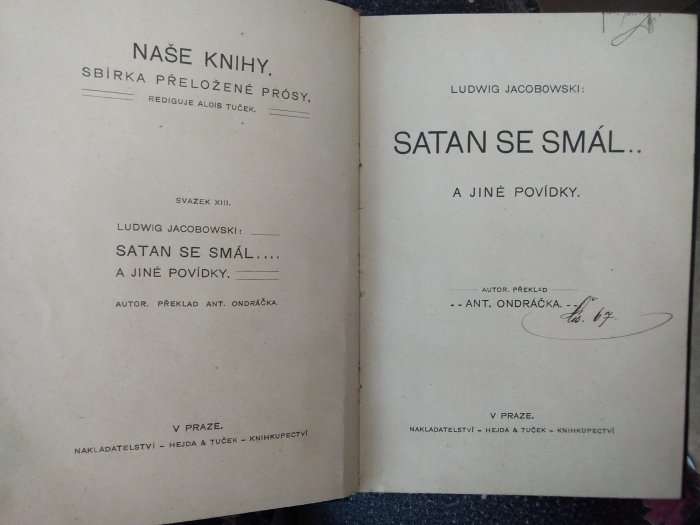 NAŠE KNIHY.
SBÍRKA PŘELOŽENÉ PRÓSY.
REDIGUJE ALOIS TUČEK.
SVAZEK XIII.
LUDWIG JACOBOWSKI:
SATAN SE SMÁL....
A JINÉ POVÍDKY.
AUTOR. PŘEKLAD ANT. ONDRÁČKA.
V PRAZE.
NAKLADATELSTVÍ – HEJDA & TUČEK – KNIHKUPECTVÍ
LUDWIG JACOBOWSKI:
SATAN SE SMÁL..
A JINÉ POVÍDKY.
AUTOR. PŘEKLAD
-- ANT. ONDRÁČKA. --
Čís. 67
V PRAZE.
NAKLADATELSTVÍ – HEJDA & TUČEK – KNIHKUPECTVÍ